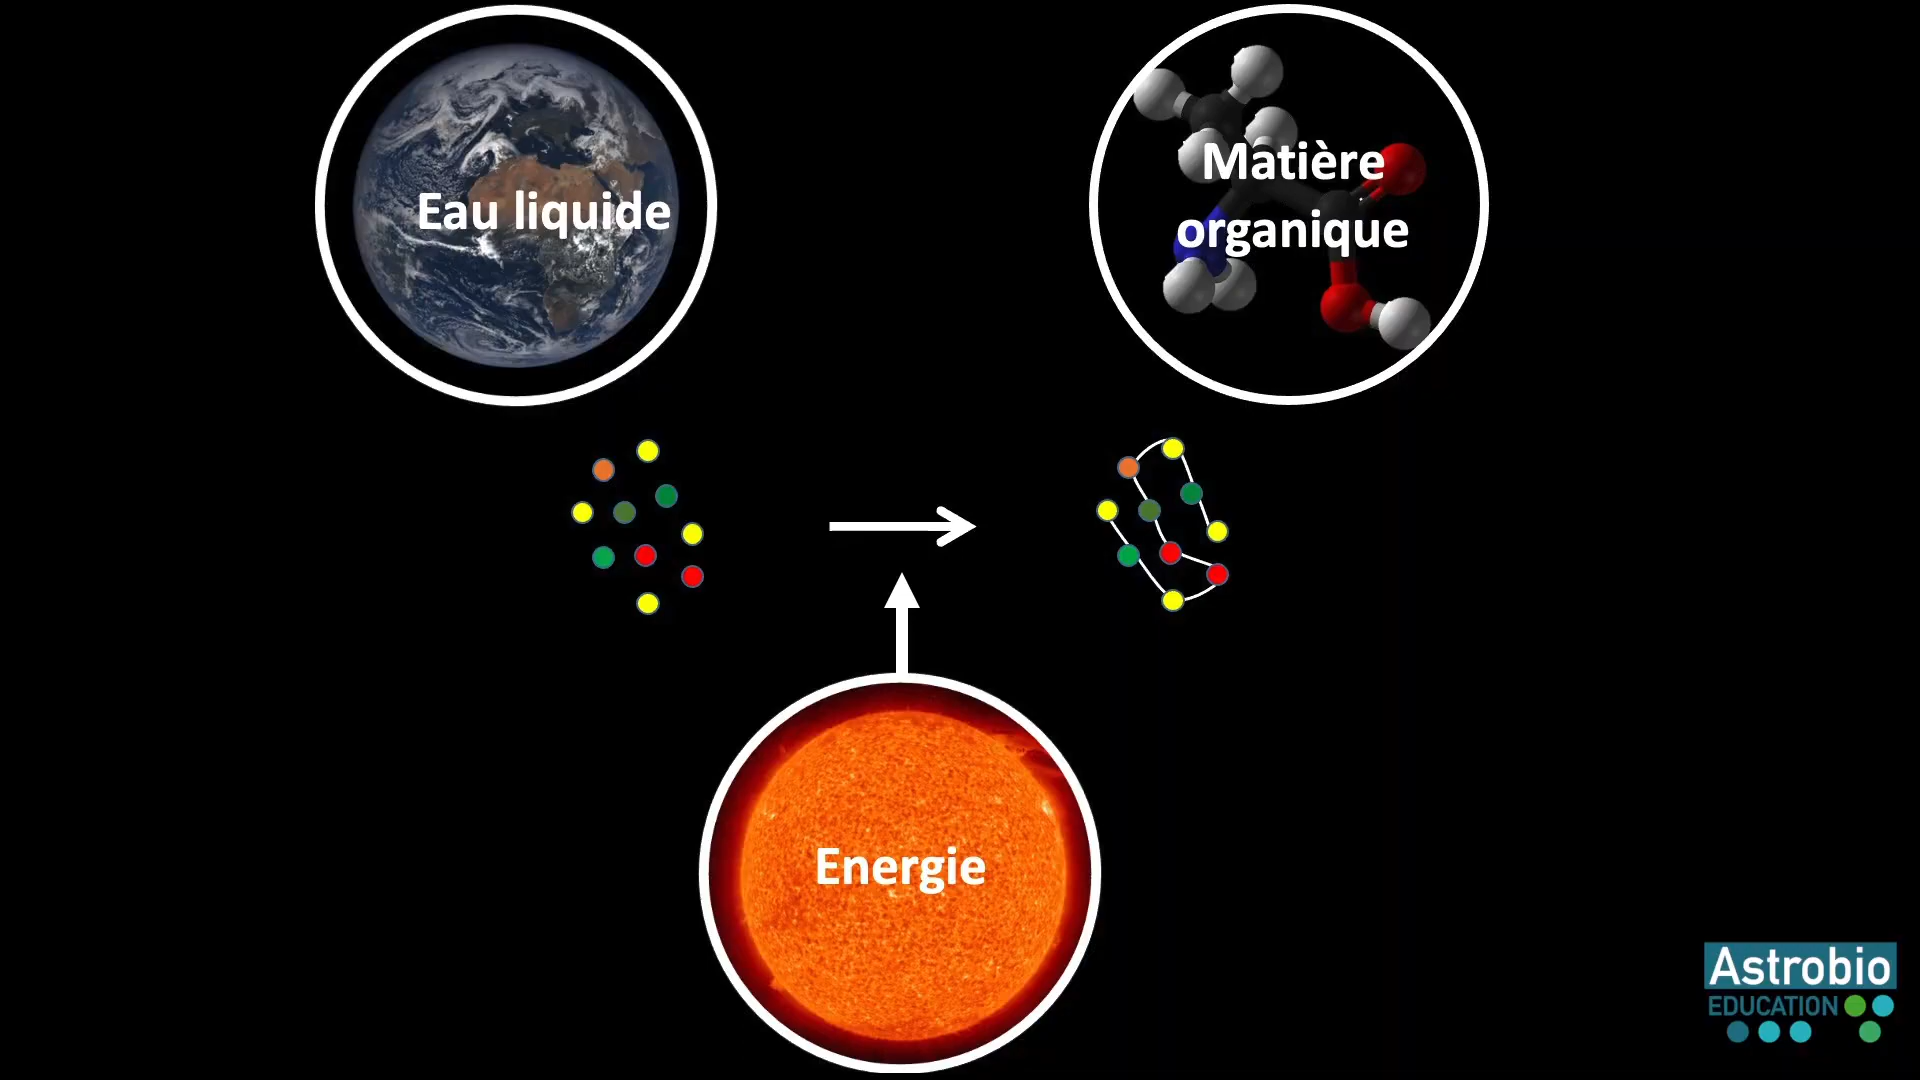 Eau liquide
Matière
organique
Energie
Astrobio
EDUCATION